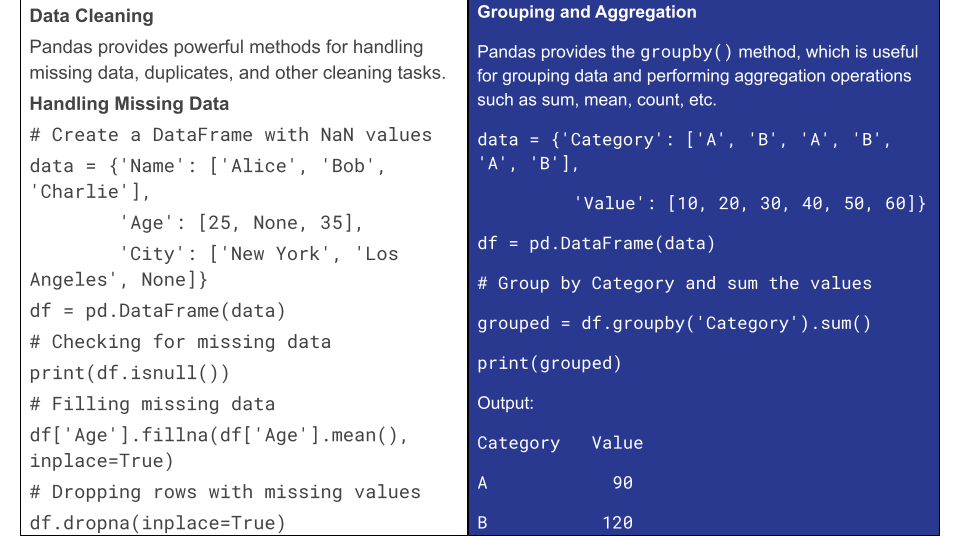 Data Cleaning
Pandas provides powerful methods for handling
missing data, duplicates, and other cleaning tasks.
Handling Missing Data
# Create a DataFrame with NaN values
data = {'Name': ['Alice', 'Bob',
'Charlie'],
        'Age': [25, None, 35],
        'City': ['New York', 'Los
Angeles', None]}
df = pd.DataFrame(data)
# Checking for missing data
print(df.isnull())
# Filling missing data
df['Age'].fillna(df['Age'].mean(),
inplace=True)
# Dropping rows with missing values
df.dropna(inplace=True)
Grouping and Aggregation
Pandas provides the groupby() method, which is useful
for grouping data and performing aggregation operations
such as sum, mean, count, etc.
data = {'Category': ['A', 'B', 'A', 'B',
'A', 'B'],
        'Value': [10, 20, 30, 40, 50, 60]}
df = pd.DataFrame(data)
# Group by Category and sum the values
grouped = df.groupby('Category').sum()
print(grouped)
Output:
Category   Value
A            90
B           120